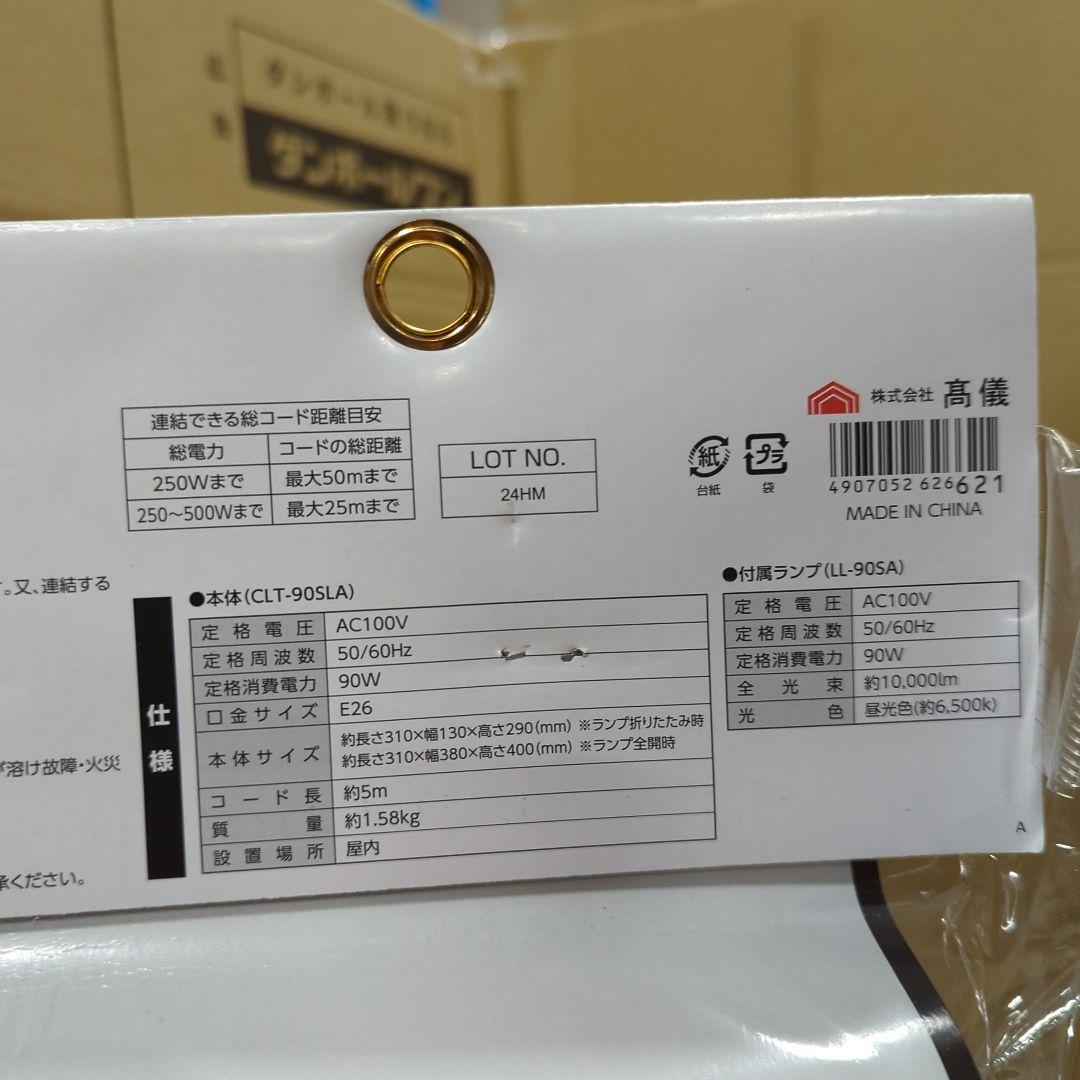 ダンボールワン
連結できる総コード距離目安
総電力 コードの総距離
250Wまで 最大50mまで
250～500Wまで 最大25mまで
LOT NO.
24HM
株式会社 髙儀
紙 プラ
台紙 袋
4907052 626621
MADE IN CHINA
。又、連結する
が溶け故障・火災
承ください。
仕様
●本体(CLT-90SLA)
定格電圧 AC100V
定格周波数 50/60Hz
定格消費電力 90W
口金サイズ E26
本体サイズ 約長さ310×幅130×高さ290(mm) ※ランプ折りたたみ時
約長さ310×幅380×高さ400(mm) ※ランプ全開時
コード長 約5m
質量 約1.58kg
設置場所 屋内
●付属ランプ(LL-90SA)
定格電圧 AC100V
定格周波数 50/60Hz
定格消費電力 90W
全光束 約10,000lm
光色 昼光色(約6,500k)
A